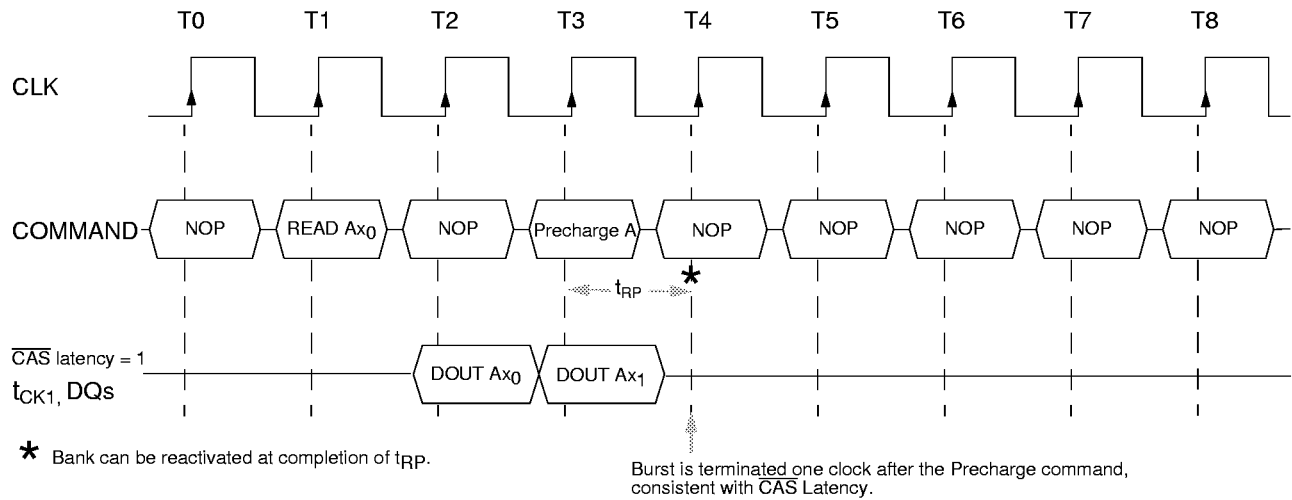 T0 T1 T2 T3 T4 T5 T6 T7 T8
CLK
COMMAND NOP READ Ax0 NOP Precharge A NOP NOP NOP NOP NOP
*
tRP
CAS latency = 1
tCK1, DQs DOUT Ax0 DOUT Ax1
* Bank can be reactivated at completion of tRP.
Burst is terminated one clock after the Precharge command,
consistent with CAS Latency.